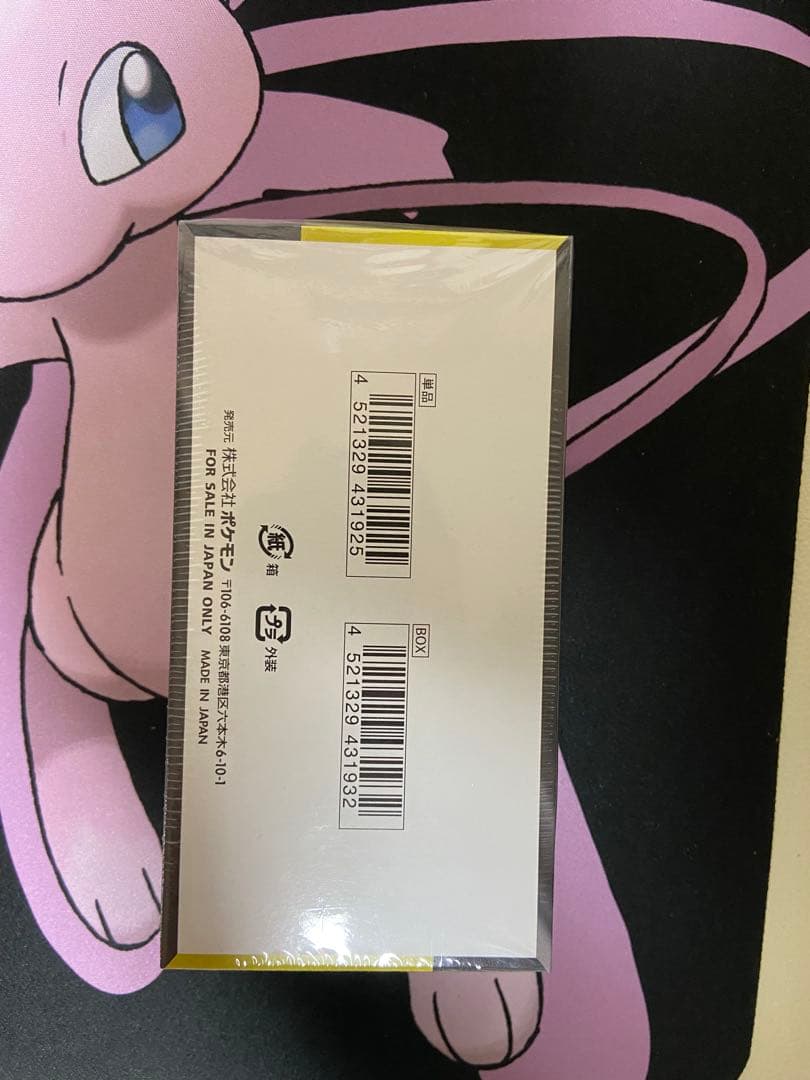 単品
4 521329 431925
BOX
4 521329 431932
紙 箱
プラ 外装
発売元 株式会社 ポケモン 〒106-6108 東京都港区六本木6-10-1
FOR SALE IN JAPAN ONLY MADE IN JAPAN